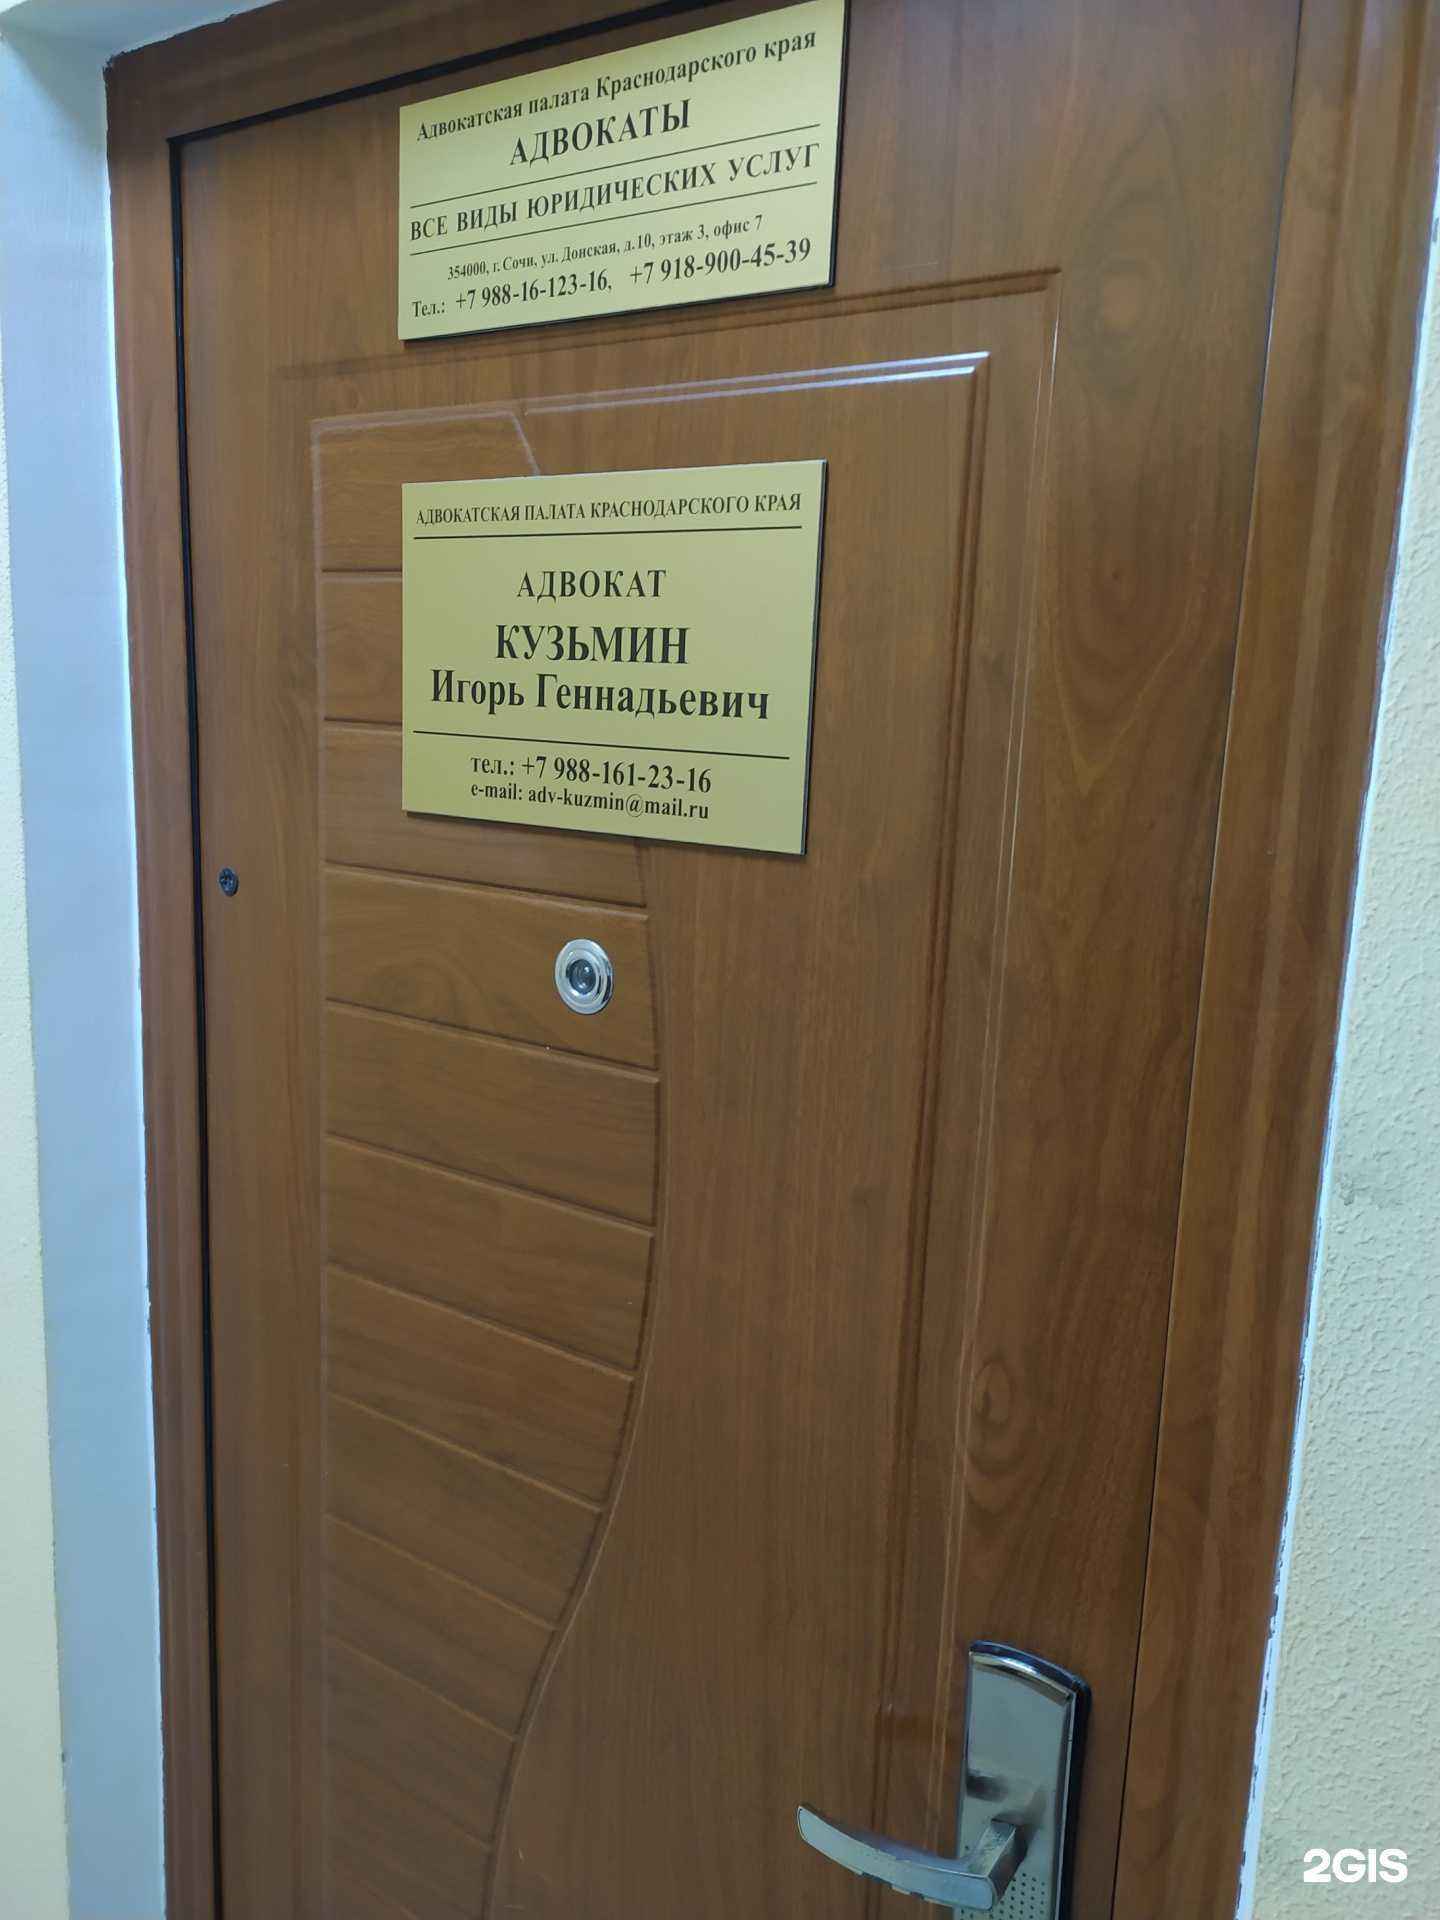 Адвокатская палата Краснодарского края
АДВОКАТЫ
ВСЕ ВИДЫ ЮРИДИЧЕСКИХ УСЛУГ
354000, г. Сочи, ул. Донская, д.10, этаж 3, офис 7
Тел.: +7 988-16-123-16, +7 918-900-45-39
АДВОКАТСКАЯ ПАЛАТА КРАСНОДАРСКОГО КРАЯ
АДВОКАТ
КУЗЬМИН
Игорь Геннадьевич
тел.: +7 988-161-23-16
e-mail: adv-kuzmin@mail.ru
2GIS